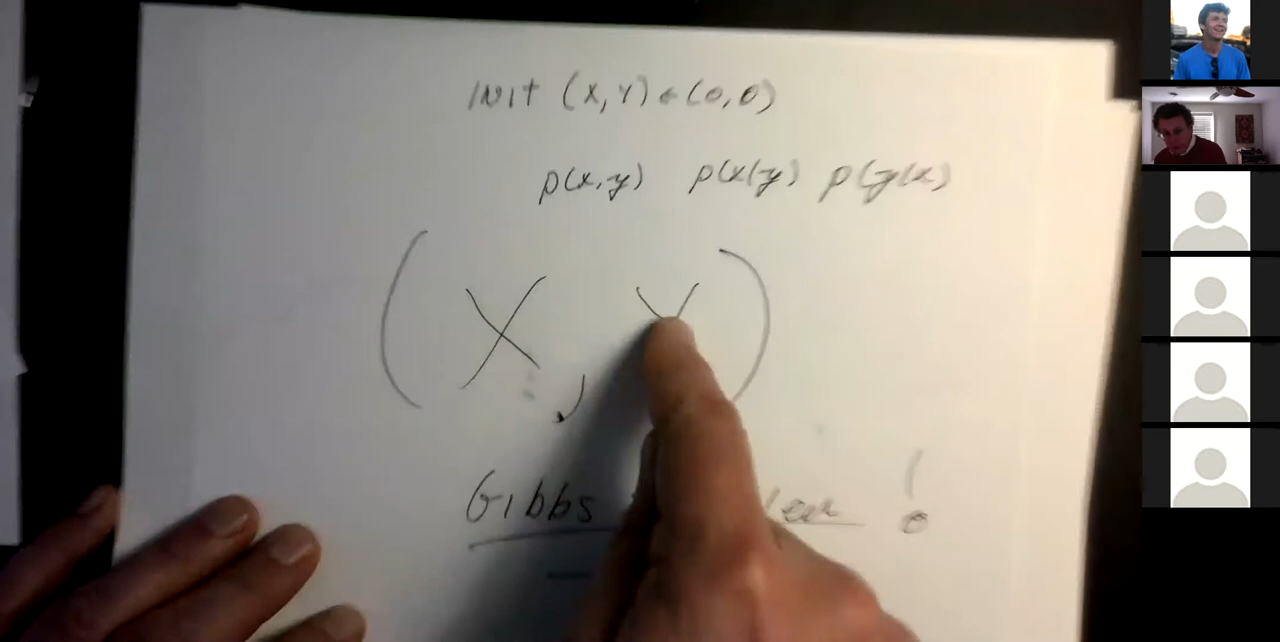 INIT (X, Y) ← (0, 0)
p(x, y) p(x|y) p(y|x)
( X , Y )
Gibbs !